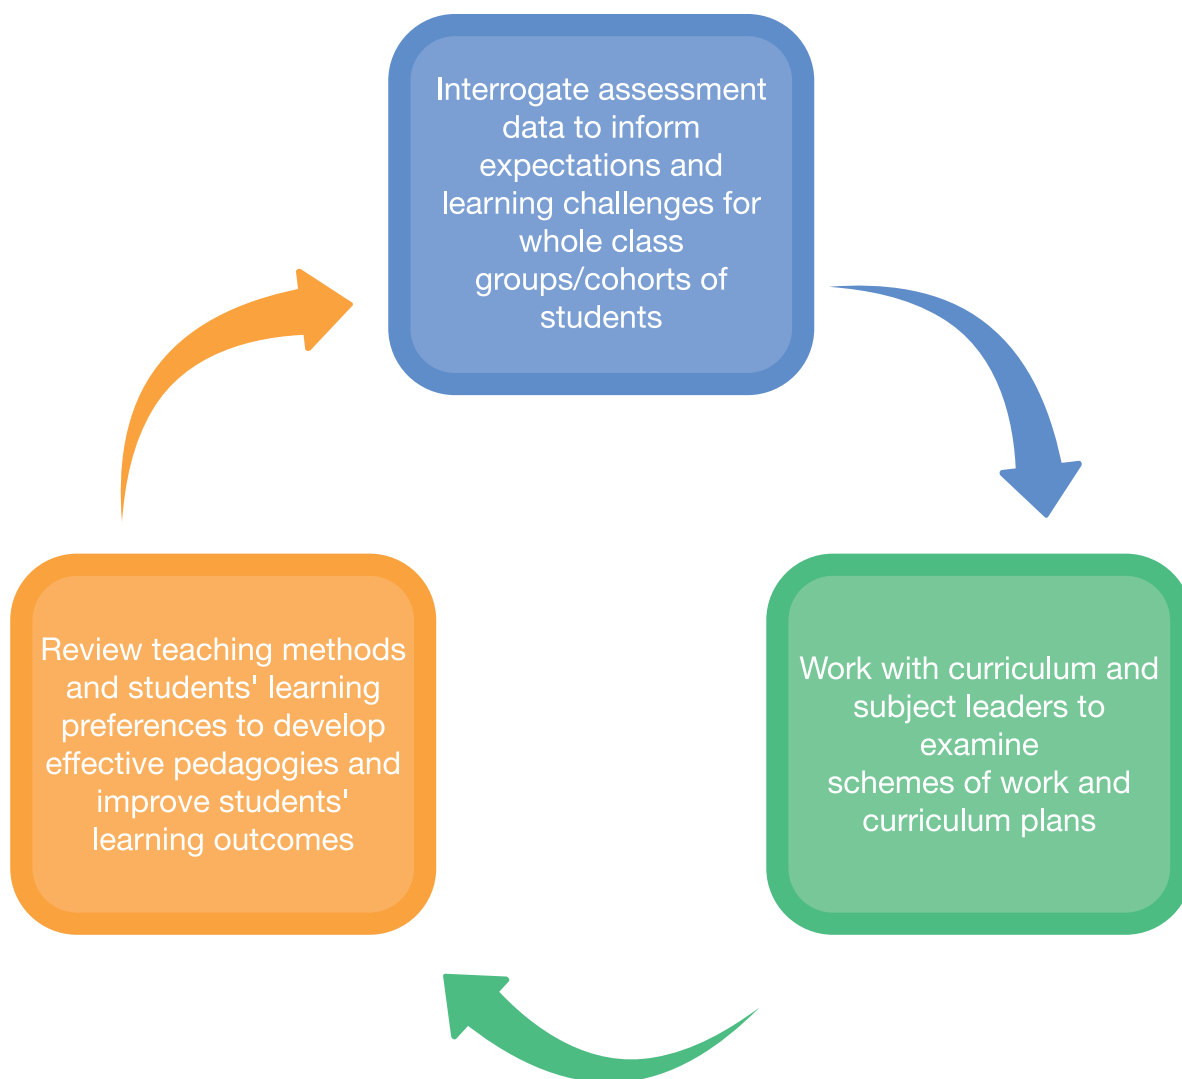 Interrogate assessment
data to inform
expectations and
learning challenges for
whole class
groups/cohorts of
students
Work with curriculum and
subject leaders to
examine
schemes of work and
curriculum plans
Review teaching methods
and students' learning
preferences to develop
effective pedagogies and
improve students'
learning outcomes